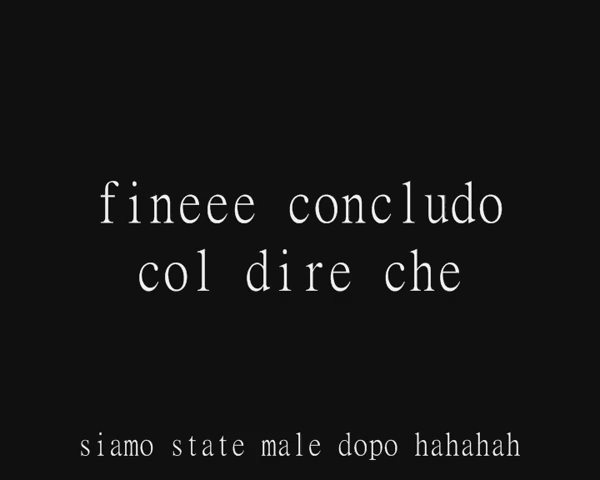 fineee concludo
col dire che
siamo state male dopo hahahah